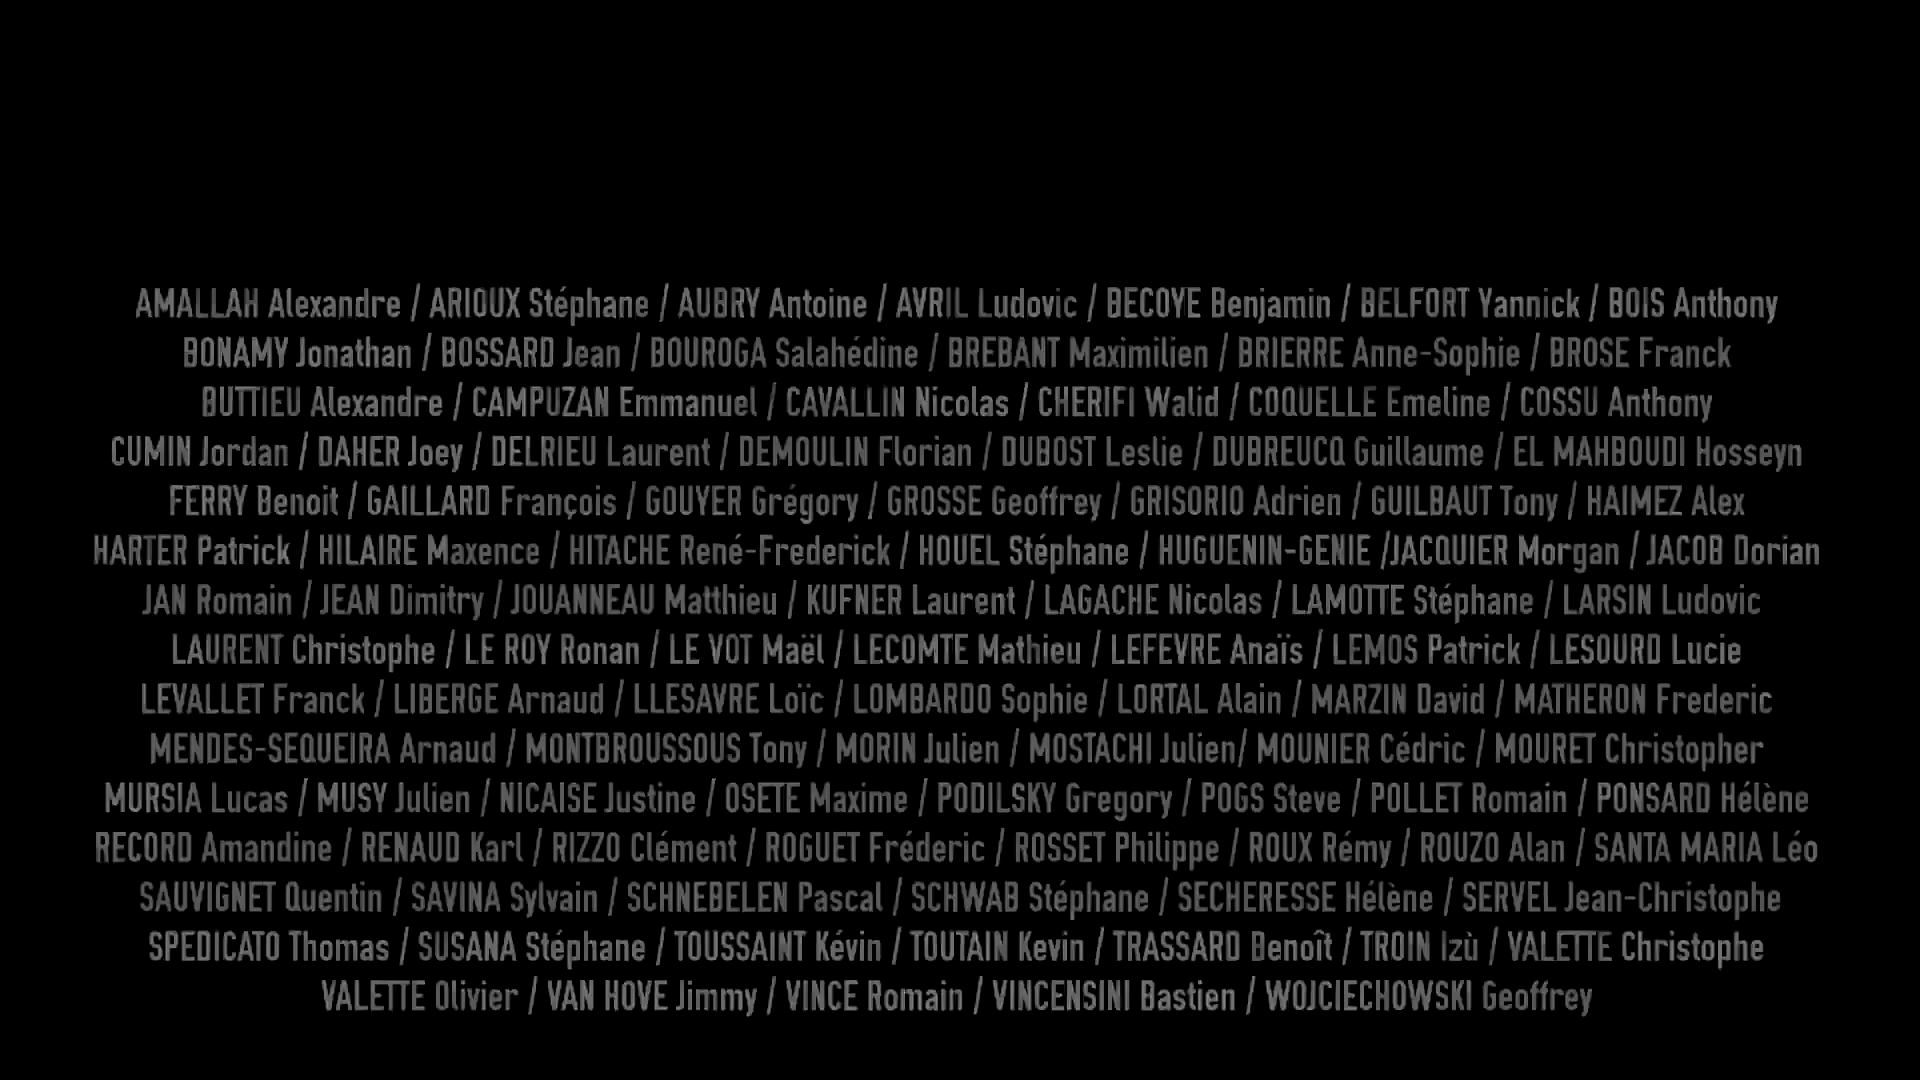 AMALLAH Alexandre / ARIOUX Stéphane / AUBRY Antoine / AVRIL Ludovic / BECOYE Benjamin / BELFORT Yannick / BOIS Anthony
BONAMY Jonathan / BOSSARD Jean / BOUROGA Salahédine / BREBANT Maximilien / BRIERRE Anne-Sophie / BROSE Franck
BUTTIEU Alexandre / CAMPUZAN Emmanuel / CAVALLIN Nicolas / CHERIFI Walid / COQUELLE Emeline / COSSU Anthony
CUMIN Jordan / DAHER Joey / DELRIEU Laurent / DEMOULIN Florian / DUBOST Leslie / DUBREUCQ Guillaume / EL MAHBOUDI Hosseyn
FERRY Benoit / GAILLARD François / GOUYER Grégory / GROSSE Geoffrey / GRISORIO Adrien / GUILBAUT Tony / HAIMEZ Alex
HARTER Patrick / HILAIRE Maxence / HITACHE René-Frederick / HOUEL Stéphane / HUGUENIN-GENIE /JACQUIER Morgan / JACOB Dorian
JAN Romain / JEAN Dimitry / JOUANNEAU Matthieu / KUFNER Laurent / LAGACHE Nicolas / LAMOTTE Stéphane / LARSIN Ludovic
LAURENT Christophe / LE ROY Ronan / LE VOT Maël / LECOMTE Mathieu / LEFEVRE Anaïs / LEMOS Patrick / LESOURD Lucie
LEVALLET Franck / LIBERGE Arnaud / LLESAVRE Loïc / LOMBARDO Sophie / LORTAL Alain / MARZIN David / MATHERON Frederic
MENDES-SEQUEIRA Arnaud / MONTBROUSSOUS Tony / MORIN Julien / MOSTACHI Julien/ MOUNIER Cédric / MOURET Christopher
MURSIA Lucas / MUSY Julien / NICAISE Justine / OSETE Maxime / PODILSKY Gregory / POGS Steve / POLLET Romain / PONSARD Hélène
RECORD Amandine / RENAUD Karl / RIZZO Clément / ROGUET Fréderic / ROSSET Philippe / ROUX Rémy / ROUZO Alan / SANTA MARIA Léo
SAUVIGNET Quentin / SAVINA Sylvain / SCHNEBELEN Pascal / SCHWAB Stéphane / SECHERESSE Hélène / SERVEL Jean-Christophe
SPEDICATO Thomas / SUSANA Stéphane / TOUSSAINT Kévin / TOUTAIN Kevin / TRASSARD Benoît / TROIN Izù / VALETTE Christophe
VALETTE Olivier / VAN HOVE Jimmy / VINCE Romain / VINCENSINI Bastien / WOJCIECHOWSKI Geoffrey